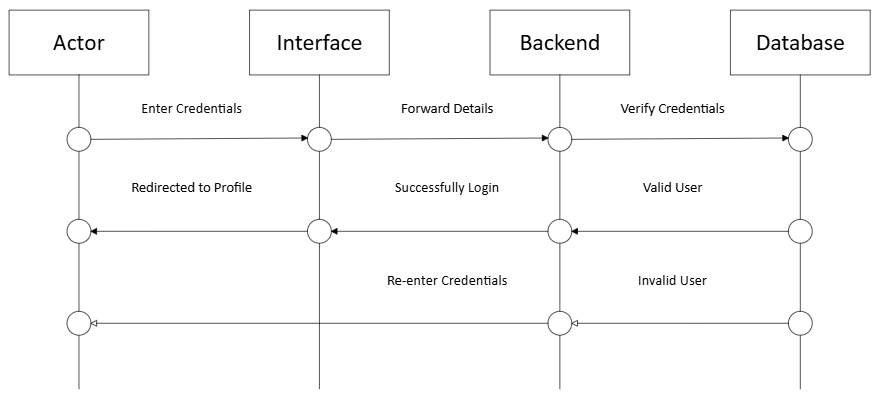 Actor
Interface
Backend
Database
Enter Credentials
Forward Details
Verify Credentials
Redirected to Profile
Successfully Login
Valid User
Re-enter Credentials
Invalid User